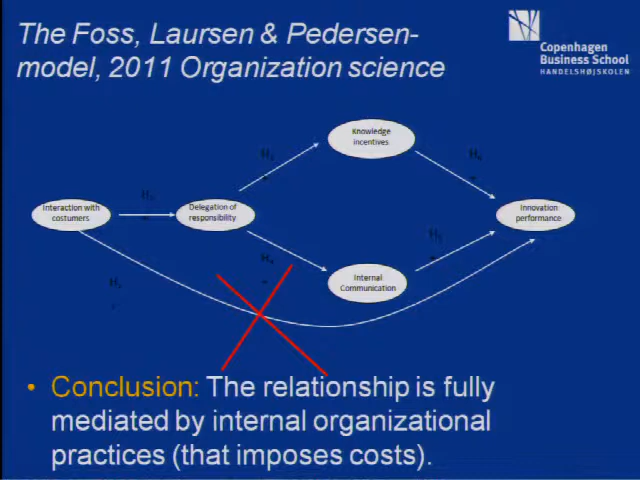 The Foss, Laursen & Pedersen-
model, 2011 Organization science
Copenhagen
Business School
HANDELSHØJSKOLEN
Knowledge
incentives
Interaction with
costumers
Delegation of
responsibility
Innovation
performance
Internal
Communication
• Conclusion: The relationship is fully
mediated by internal organizational
practices (that imposes costs).